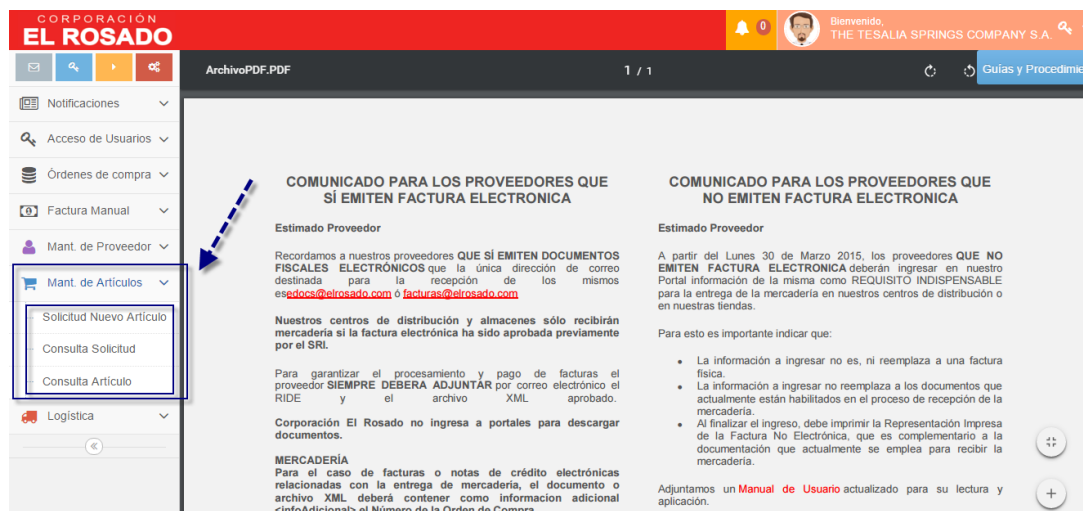 CORPORACIÓN
EL ROSADO
0
Bienvenido,
THE TESALIA SPRINGS COMPANY S.A.
ArchivoPDF.PDF
1 / 1
Guías y Procedimie
Notificaciones
Acceso de Usuarios
Órdenes de compra
Factura Manual
Mant. de Proveedor
Mant. de Artículos
Solicitud Nuevo Artículo
Consulta Solicitud
Consulta Artículo
Logística
COMUNICADO PARA LOS PROVEEDORES QUE
SÍ EMITEN FACTURA ELECTRONICA
Estimado Proveedor
Recordamos a nuestros proveedores QUE SÍ EMITEN DOCUMENTOS
FISCALES ELECTRÓNICOS que la única dirección de correo
destinada para la recepción de los mismos
esedocs@elrosado.com ó facturas@elrosado.com
Nuestros centros de distribución y almacenes sólo recibirán
mercadería si la factura electrónica ha sido aprobada previamente
por el SRI.
Para garantizar el procesamiento y pago de facturas el
proveedor SIEMPRE DEBERA ADJUNTAR por correo electrónico el
RIDE y el archivo XML aprobado.
Corporación El Rosado no ingresa a portales para descargar
documentos.
MERCADERÍA
Para el caso de facturas o notas de crédito electrónicas
relacionadas con la entrega de mercadería, el documento o
archivo XML deberá contener como informacion adicional
<infoAdicional> el Número de la Orden de Compra
COMUNICADO PARA LOS PROVEEDORES QUE
NO EMITEN FACTURA ELECTRONICA
Estimado Proveedor
A partir del Lunes 30 de Marzo 2015, los proveedores QUE NO
EMITEN FACTURA ELECTRONICA deberán ingresar en nuestro
Portal información de la misma como REQUISITO INDISPENSABLE
para la entrega de la mercadería en nuestros centros de distribución o
en nuestras tiendas.
Para esto es importante indicar que:
• La información a ingresar no es, ni reemplaza a una factura
física.
• La información a ingresar no reemplaza a los documentos que
actualmente están habilitados en el proceso de recepción de la
mercadería.
• Al finalizar el ingreso, debe imprimir la Representación Impresa
de la Factura No Electrónica, que es complementario a la
documentación que actualmente se emplea para recibir la
mercadería.
Adjuntamos un Manual de Usuario actualizado para su lectura y
aplicación.